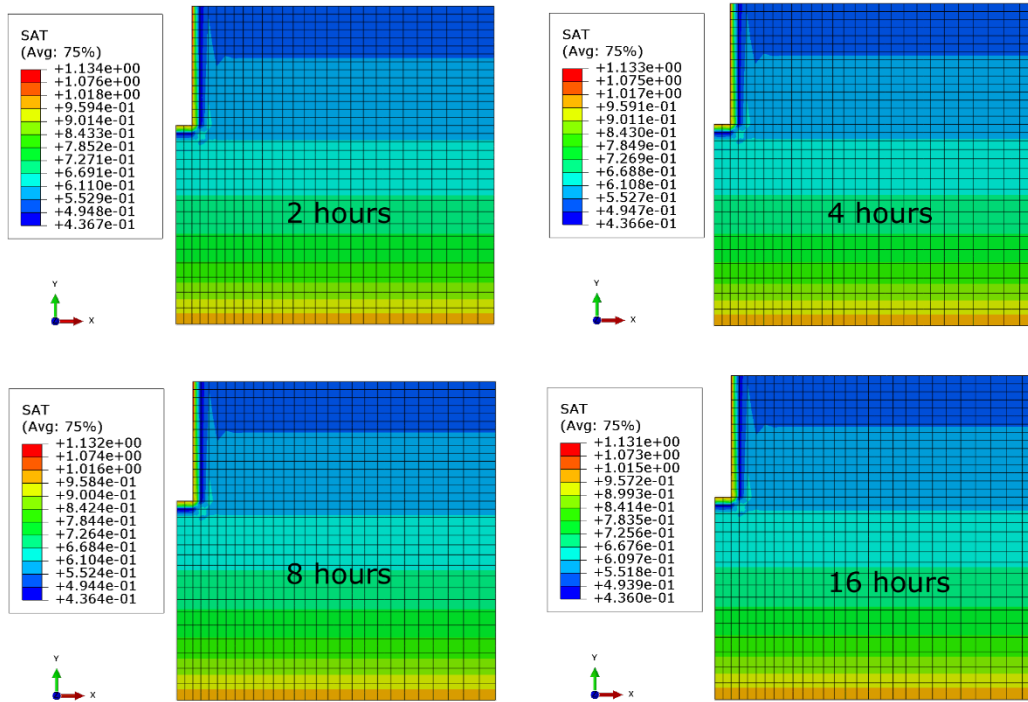 SAT
(Avg: 75%)
+1.134e+00
+1.076e+00
+1.018e+00
+9.594e-01
+9.014e-01
+8.433e-01
+7.852e-01
+7.271e-01
+6.691e-01
+6.110e-01
+5.529e-01
+4.948e-01
+4.367e-01
2 hours
Y
X
SAT
(Avg: 75%)
+1.133e+00
+1.075e+00
+1.017e+00
+9.591e-01
+9.011e-01
+8.430e-01
+7.849e-01
+7.269e-01
+6.688e-01
+6.108e-01
+5.527e-01
+4.947e-01
+4.366e-01
4 hours
Y
X
SAT
(Avg: 75%)
+1.132e+00
+1.074e+00
+1.016e+00
+9.584e-01
+9.004e-01
+8.424e-01
+7.844e-01
+7.264e-01
+6.684e-01
+6.104e-01
+5.524e-01
+4.944e-01
+4.364e-01
8 hours
Y
X
SAT
(Avg: 75%)
+1.131e+00
+1.073e+00
+1.015e+00
+9.572e-01
+8.993e-01
+8.414e-01
+7.835e-01
+7.256e-01
+6.676e-01
+6.097e-01
+5.518e-01
+4.939e-01
+4.360e-01
16 hours
Y
X